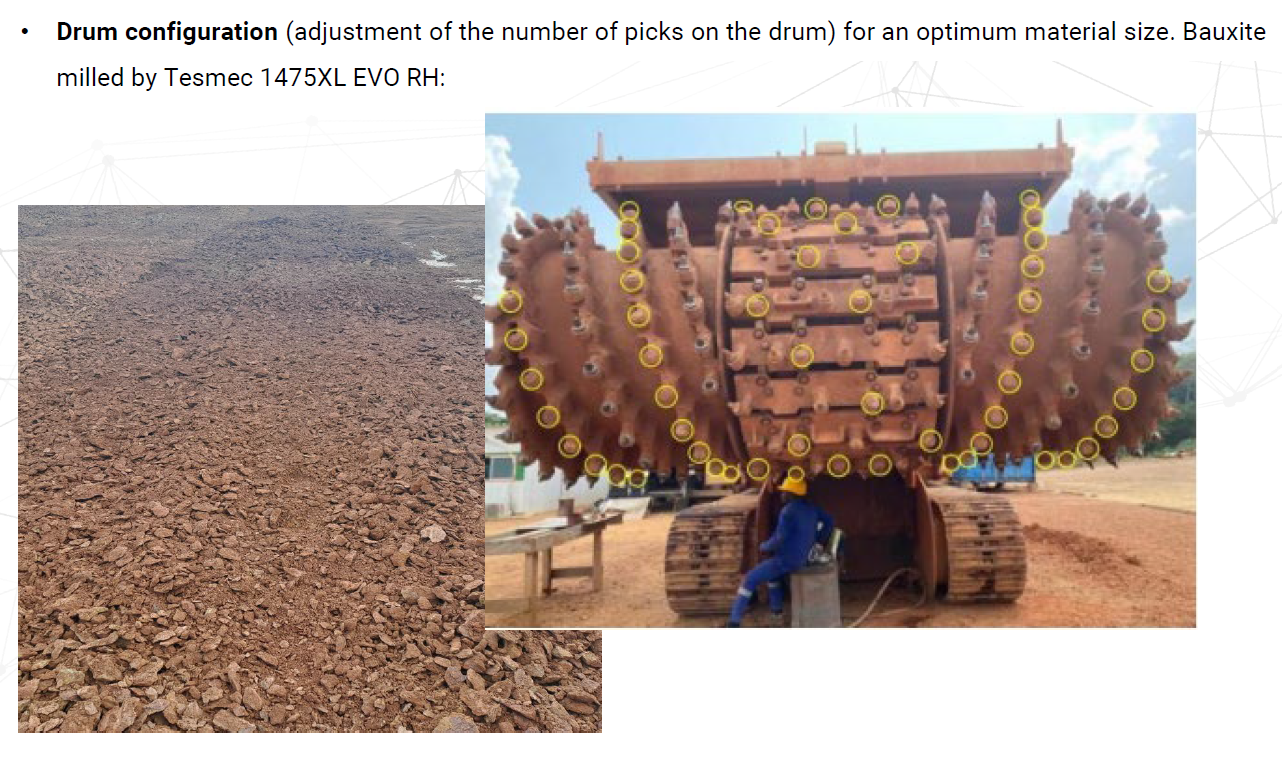 • Drum configuration (adjustment of the number of picks on the drum) for an optimum material size. Bauxite
milled by Tesmec 1475XL EVO RH: